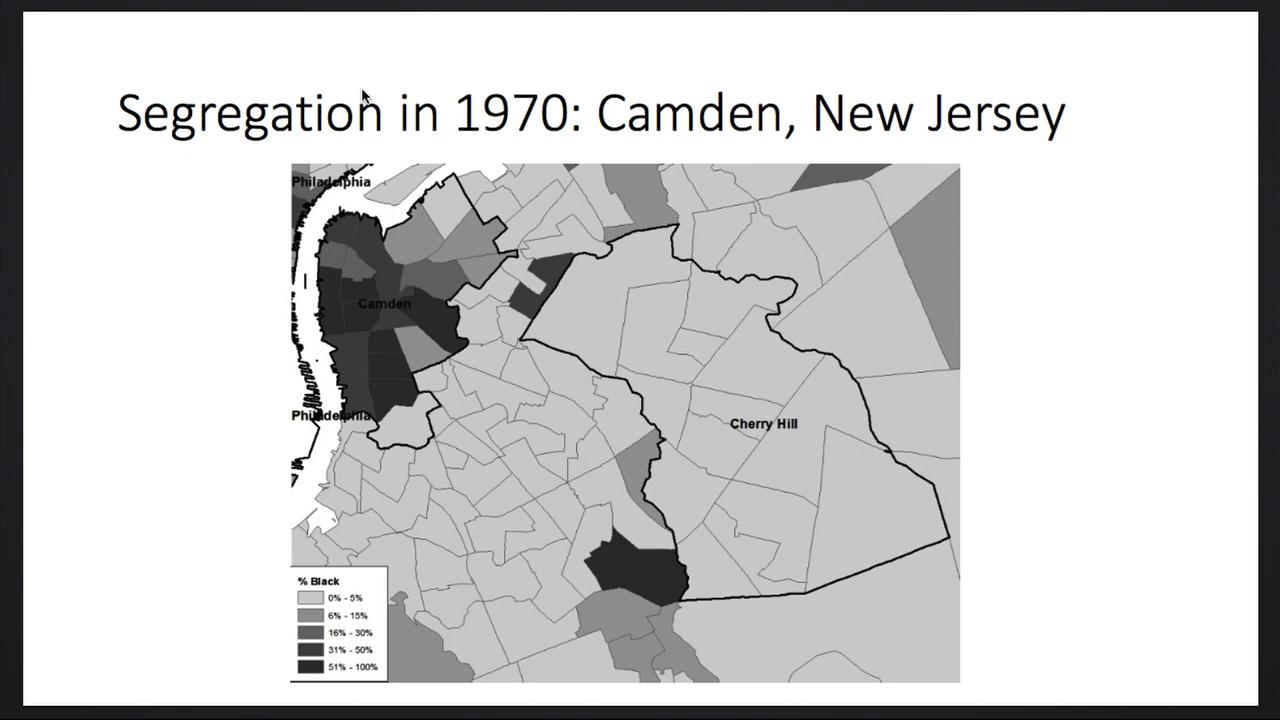 Segregation in 1970: Camden, New Jersey
Philadelphia
Camden
Philadelphia
Cherry Hill
% Black
0% - 5%
6% - 15%
16% - 30%
31% - 50%
51% - 100%